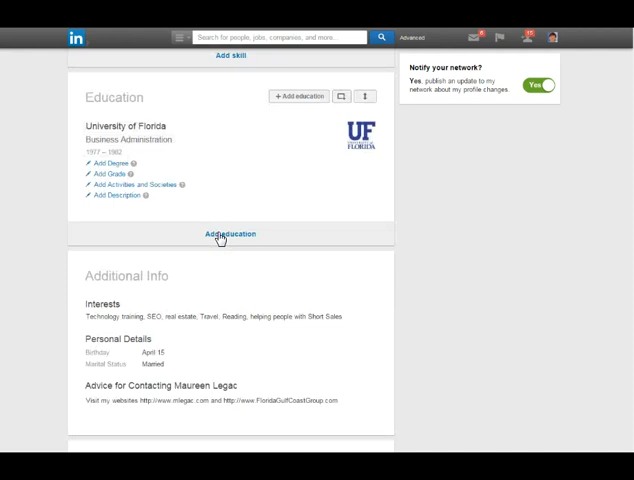 in
Search for people, jobs, companies, and more...
Advanced
Add skill
Notify your network?
Yes, publish an update to my
network about my profile changes.
Yes
Education
+ Add education
University of Florida
Business Administration
1977 – 1982
UF
FLORIDA
Add Degree
Add Grade
Add Activities and Societies
Add Description
Add education
Additional Info
Interests
Technology training, SEO, real estate, Travel, Reading, helping people with Short Sales
Personal Details
Birthday April 15
Marital Status Married
Advice for Contacting Maureen Legac
Visit my websites http://www.mlegac.com and http://www.FloridaGulfCoastGroup.com